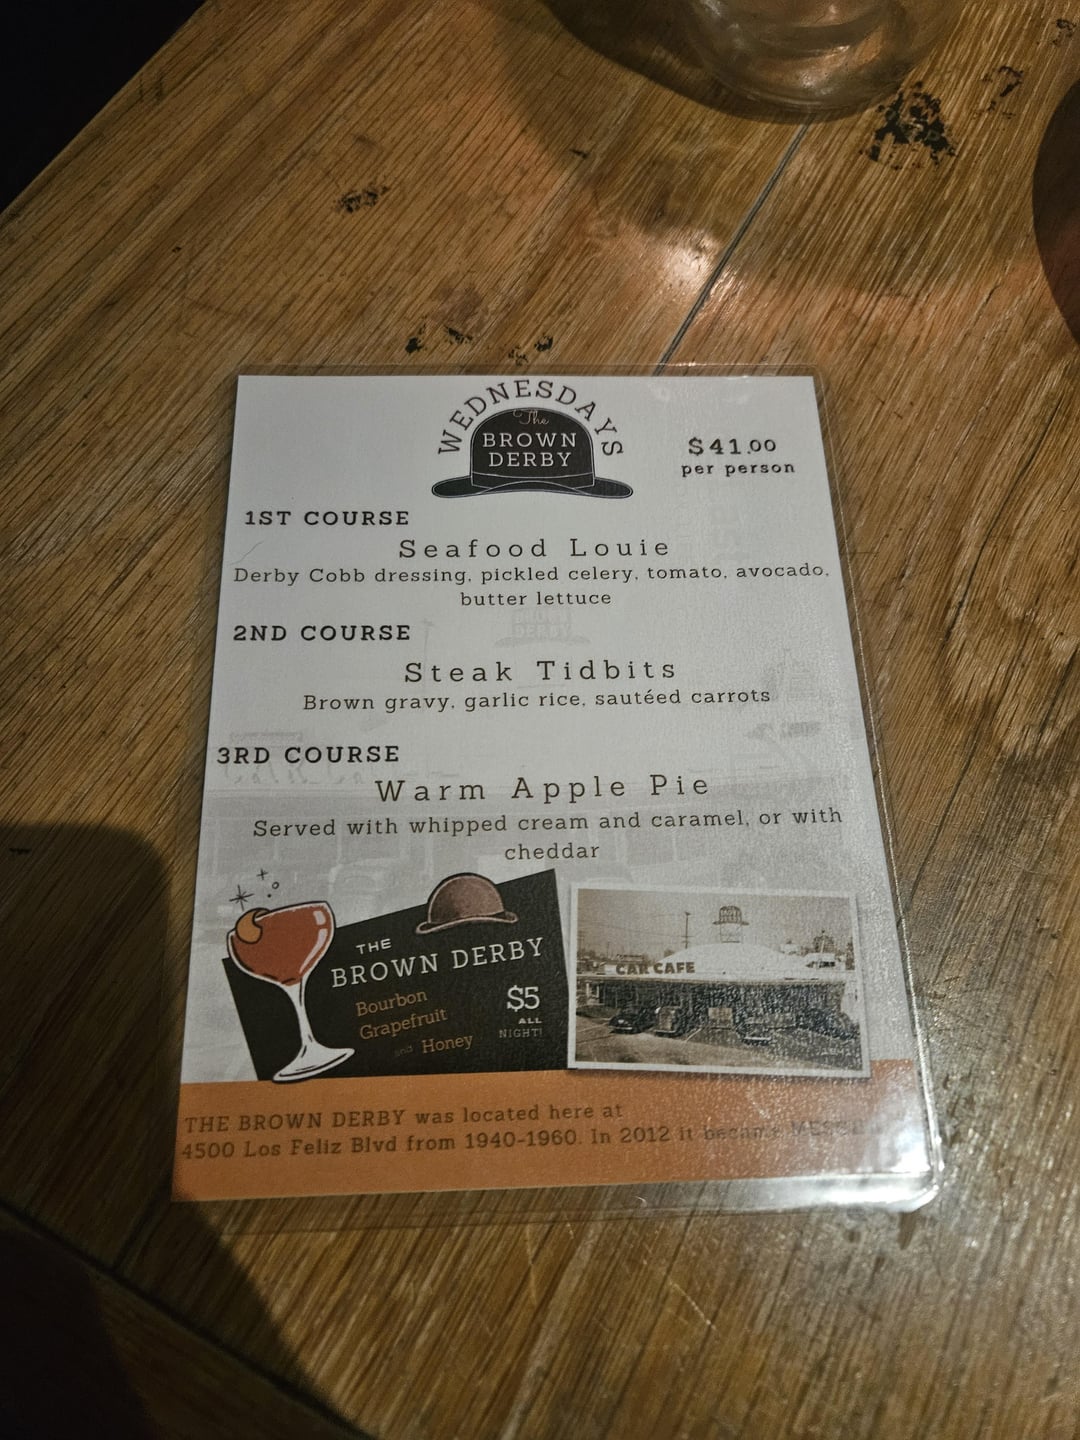 WEDNESDAYS
The
BROWN
DERBY
$41.00
per person
1ST COURSE
Seafood Louie
Derby Cobb dressing, pickled celery, tomato, avocado,
butter lettuce
2ND COURSE
Steak Tidbits
Brown gravy, garlic rice, sautéed carrots
3RD COURSE
Warm Apple Pie
Served with whipped cream and caramel, or with
cheddar
THE
BROWN DERBY
Bourbon
Grapefruit
and Honey
$5
ALL
NIGHT!
CAR CAFE
THE BROWN DERBY was located here at
4500 Los Feliz Blvd from 1940-1960. In 2012 it became